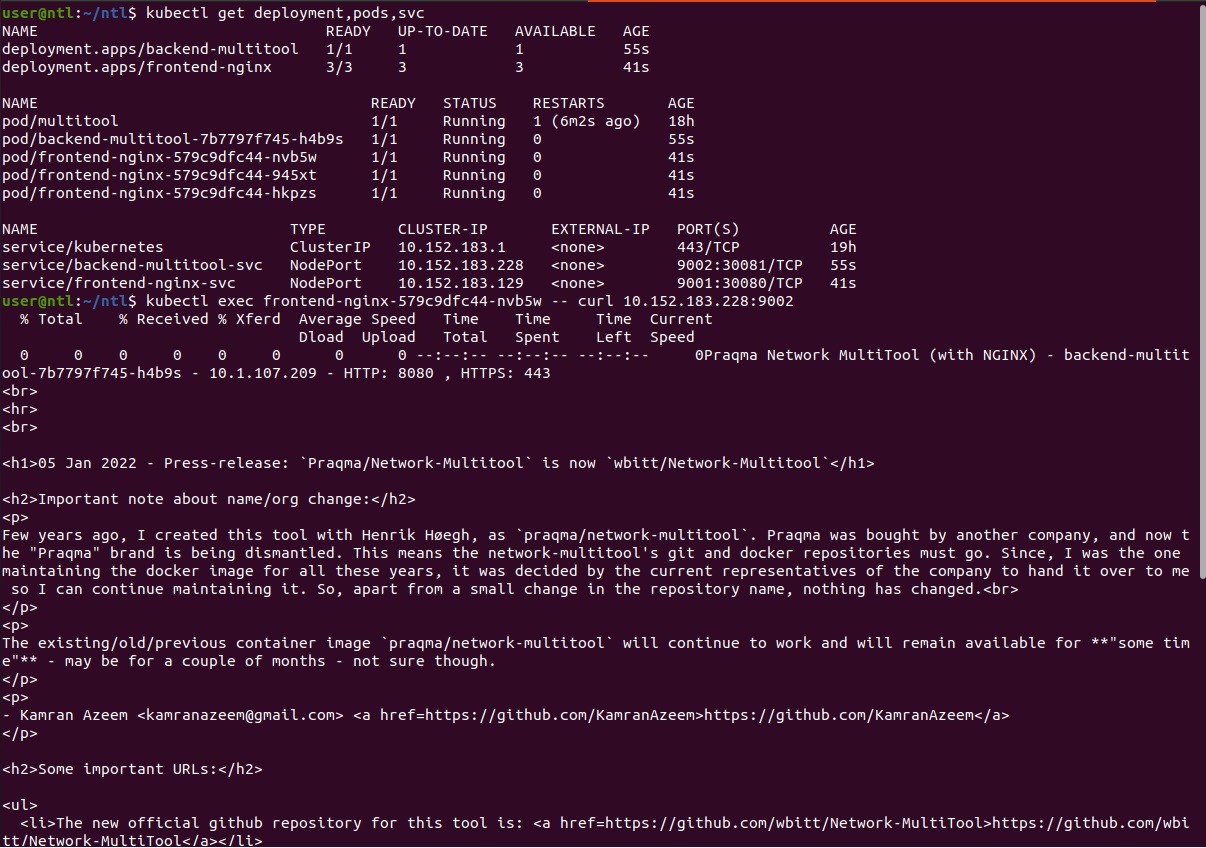 user@ntl:~/ntl$ kubectl get deployment,pods,svc
NAME READY UP-TO-DATE AVAILABLE AGE
deployment.apps/backend-multitool 1/1 1 1 55s
deployment.apps/frontend-nginx 3/3 3 3 41s
NAME READY STATUS RESTARTS AGE
pod/multitool 1/1 Running 1 (6m2s ago) 18h
pod/backend-multitool-7b7797f745-h4b9s 1/1 Running 0 55s
pod/frontend-nginx-579c9dfc44-nvb5w 1/1 Running 0 41s
pod/frontend-nginx-579c9dfc44-945xt 1/1 Running 0 41s
pod/frontend-nginx-579c9dfc44-hkpzs 1/1 Running 0 41s
NAME TYPE CLUSTER-IP EXTERNAL-IP PORT(S) AGE
service/kubernetes ClusterIP 10.152.183.1 <none> 443/TCP 19h
service/backend-multitool-svc NodePort 10.152.183.228 <none> 9002:30081/TCP 55s
service/frontend-nginx-svc NodePort 10.152.183.129 <none> 9001:30080/TCP 41s
user@ntl:~/ntl$ kubectl exec frontend-nginx-579c9dfc44-nvb5w -- curl 10.152.183.228:9002
% Total % Received % Xferd Average Speed Time Time Time Current
Dload Upload Total Spent Left Speed
0 0 0 0 0 0 0 0 --:--:-- --:--:-- --:--:-- 0Praqma Network MultiTool (with NGINX) - backend-multit
ool-7b7797f745-h4b9s - 10.1.107.209 - HTTP: 8080 , HTTPS: 443
<br>
<hr>
<br>
<h1>05 Jan 2022 - Press-release: `Praqma/Network-Multitool` is now `wbitt/Network-Multitool`</h1>
<h2>Important note about name/org change:</h2>
<p>
Few years ago, I created this tool with Henrik Høegh, as `praqma/network-multitool`. Praqma was bought by another company, and now t
he "Praqma" brand is being dismantled. This means the network-multitool's git and docker repositories must go. Since, I was the one
maintaining the docker image for all these years, it was decided by the current representatives of the company to hand it over to me
so I can continue maintaining it. So, apart from a small change in the repository name, nothing has changed.<br>
</p>
<p>
The existing/old/previous container image `praqma/network-multitool` will continue to work and will remain available for **"some tim
e"** - may be for a couple of months - not sure though.
</p>
<p>
- Kamran Azeem <kamranazeem@gmail.com> <a href=https://github.com/KamranAzeem>https://github.com/KamranAzeem</a>
</p>
<h2>Some important URLs:</h2>
<ul>
<li>The new official github repository for this tool is: <a href=https://github.com/wbitt/Network-MultiTool>https://github.com/wbi
tt/Network-MultiTool</a></li>